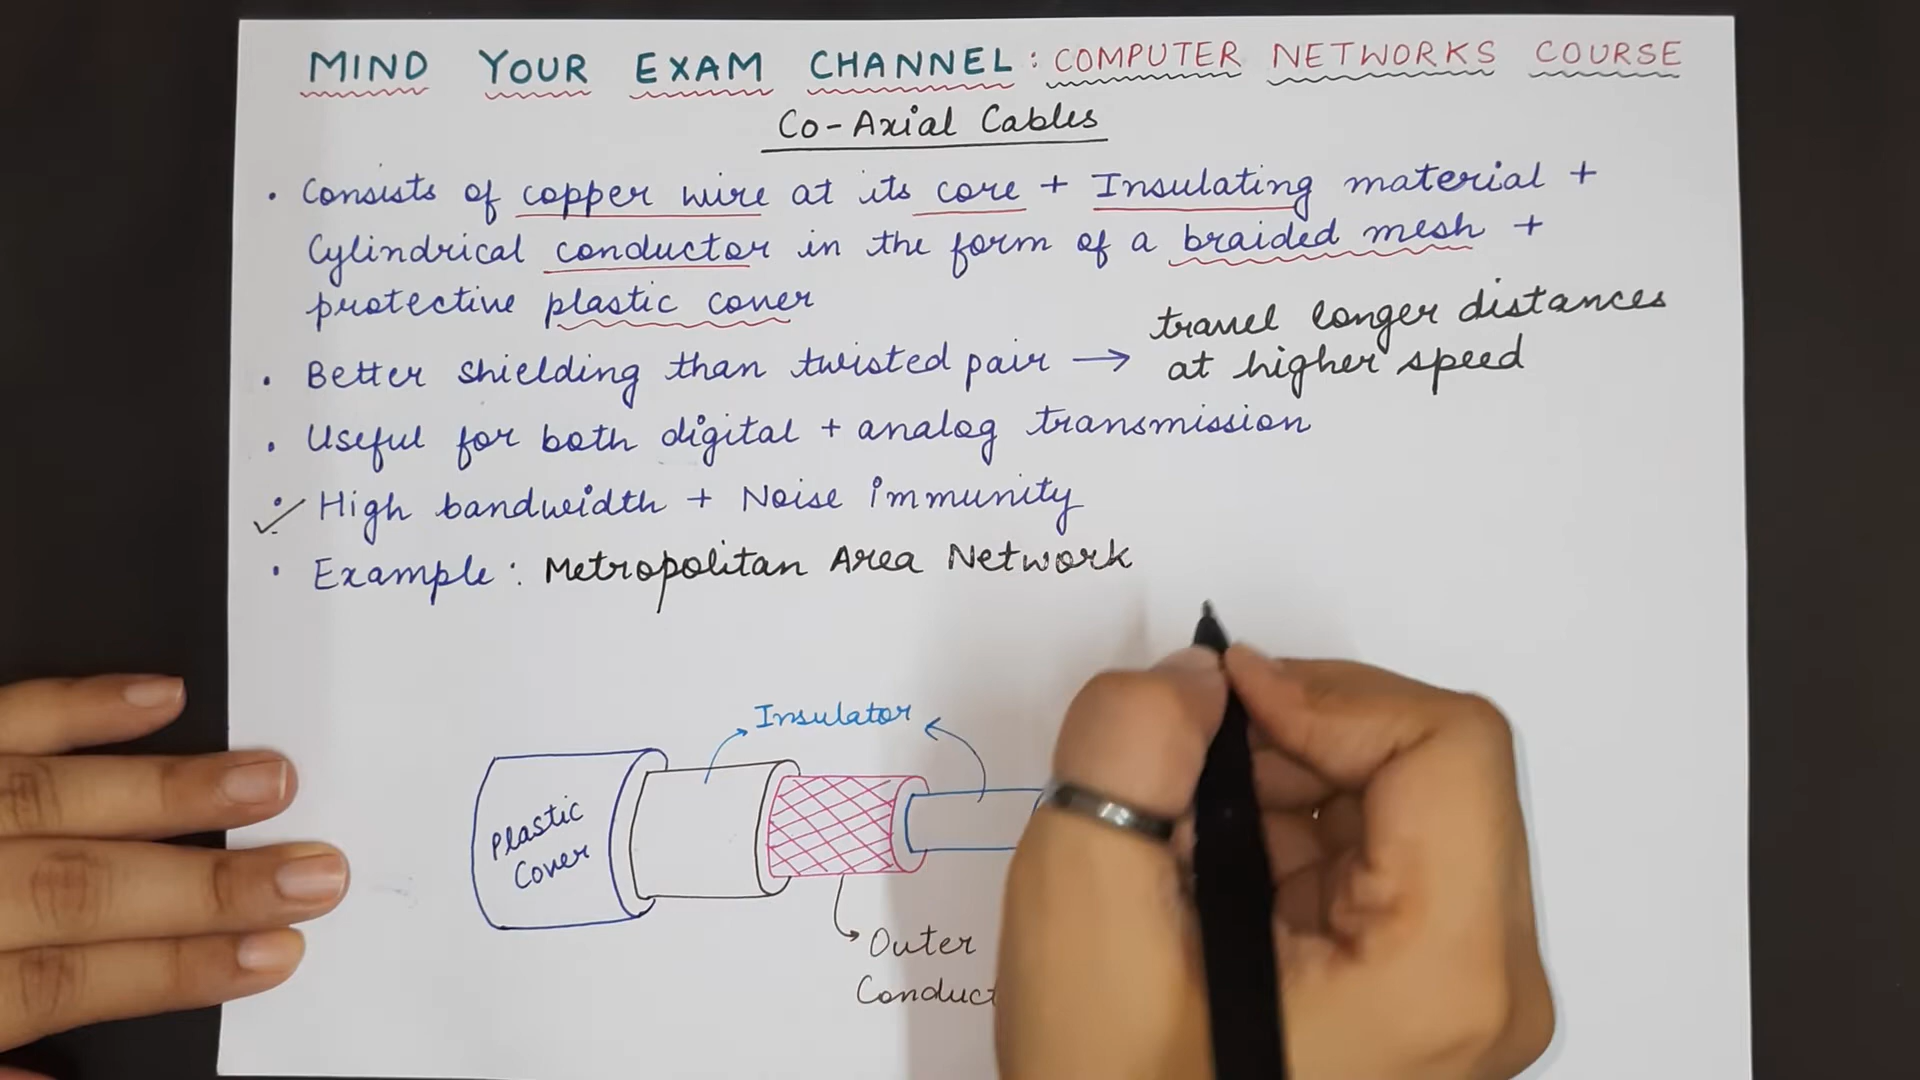 MIND YOUR EXAM CHANNEL : COMPUTER NETWORKS COURSE
Co-Axial Cables
• Consists of copper wire at its core + Insulating material +
Cylindrical conductor in the form of a braided mesh +
protective plastic cover
• Better shielding than twisted pair → travel longer distances
at higher speed
• Useful for both digital + analog transmission
• High bandwidth + Noise immunity
• Example : Metropolitan Area Network
Insulator
Plastic
Cover
Outer
Conduct